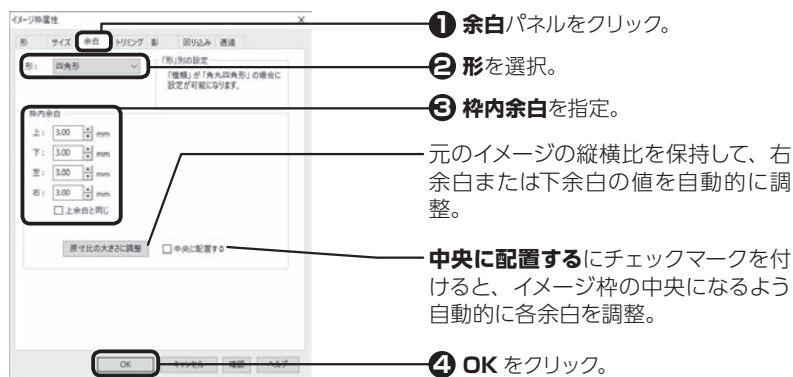 イメージ枠属性
×
形 サイズ 余白 トリミング 影 回り込み 透過
形： 四角形
「形」別の設定
「種類」が「角丸四角形」の場合に
設定が可能になります。
枠内余白
上： 3.00 mm
下： 3.00 mm
左： 3.00 mm
右： 3.00 mm
上余白と同じ
原寸比の大きさに調整 中央に配置する
OK キャンセル 確認 ヘルプ
❶ 余白パネルをクリック。
❷ 形を選択。
❸ 枠内余白を指定。
元のイメージの縦横比を保持して、右
余白または下余白の値を自動的に調
整。
中央に配置するにチェックマークを付
けると、イメージ枠の中央になるよう
自動的に各余白を調整。
❹ OK をクリック。